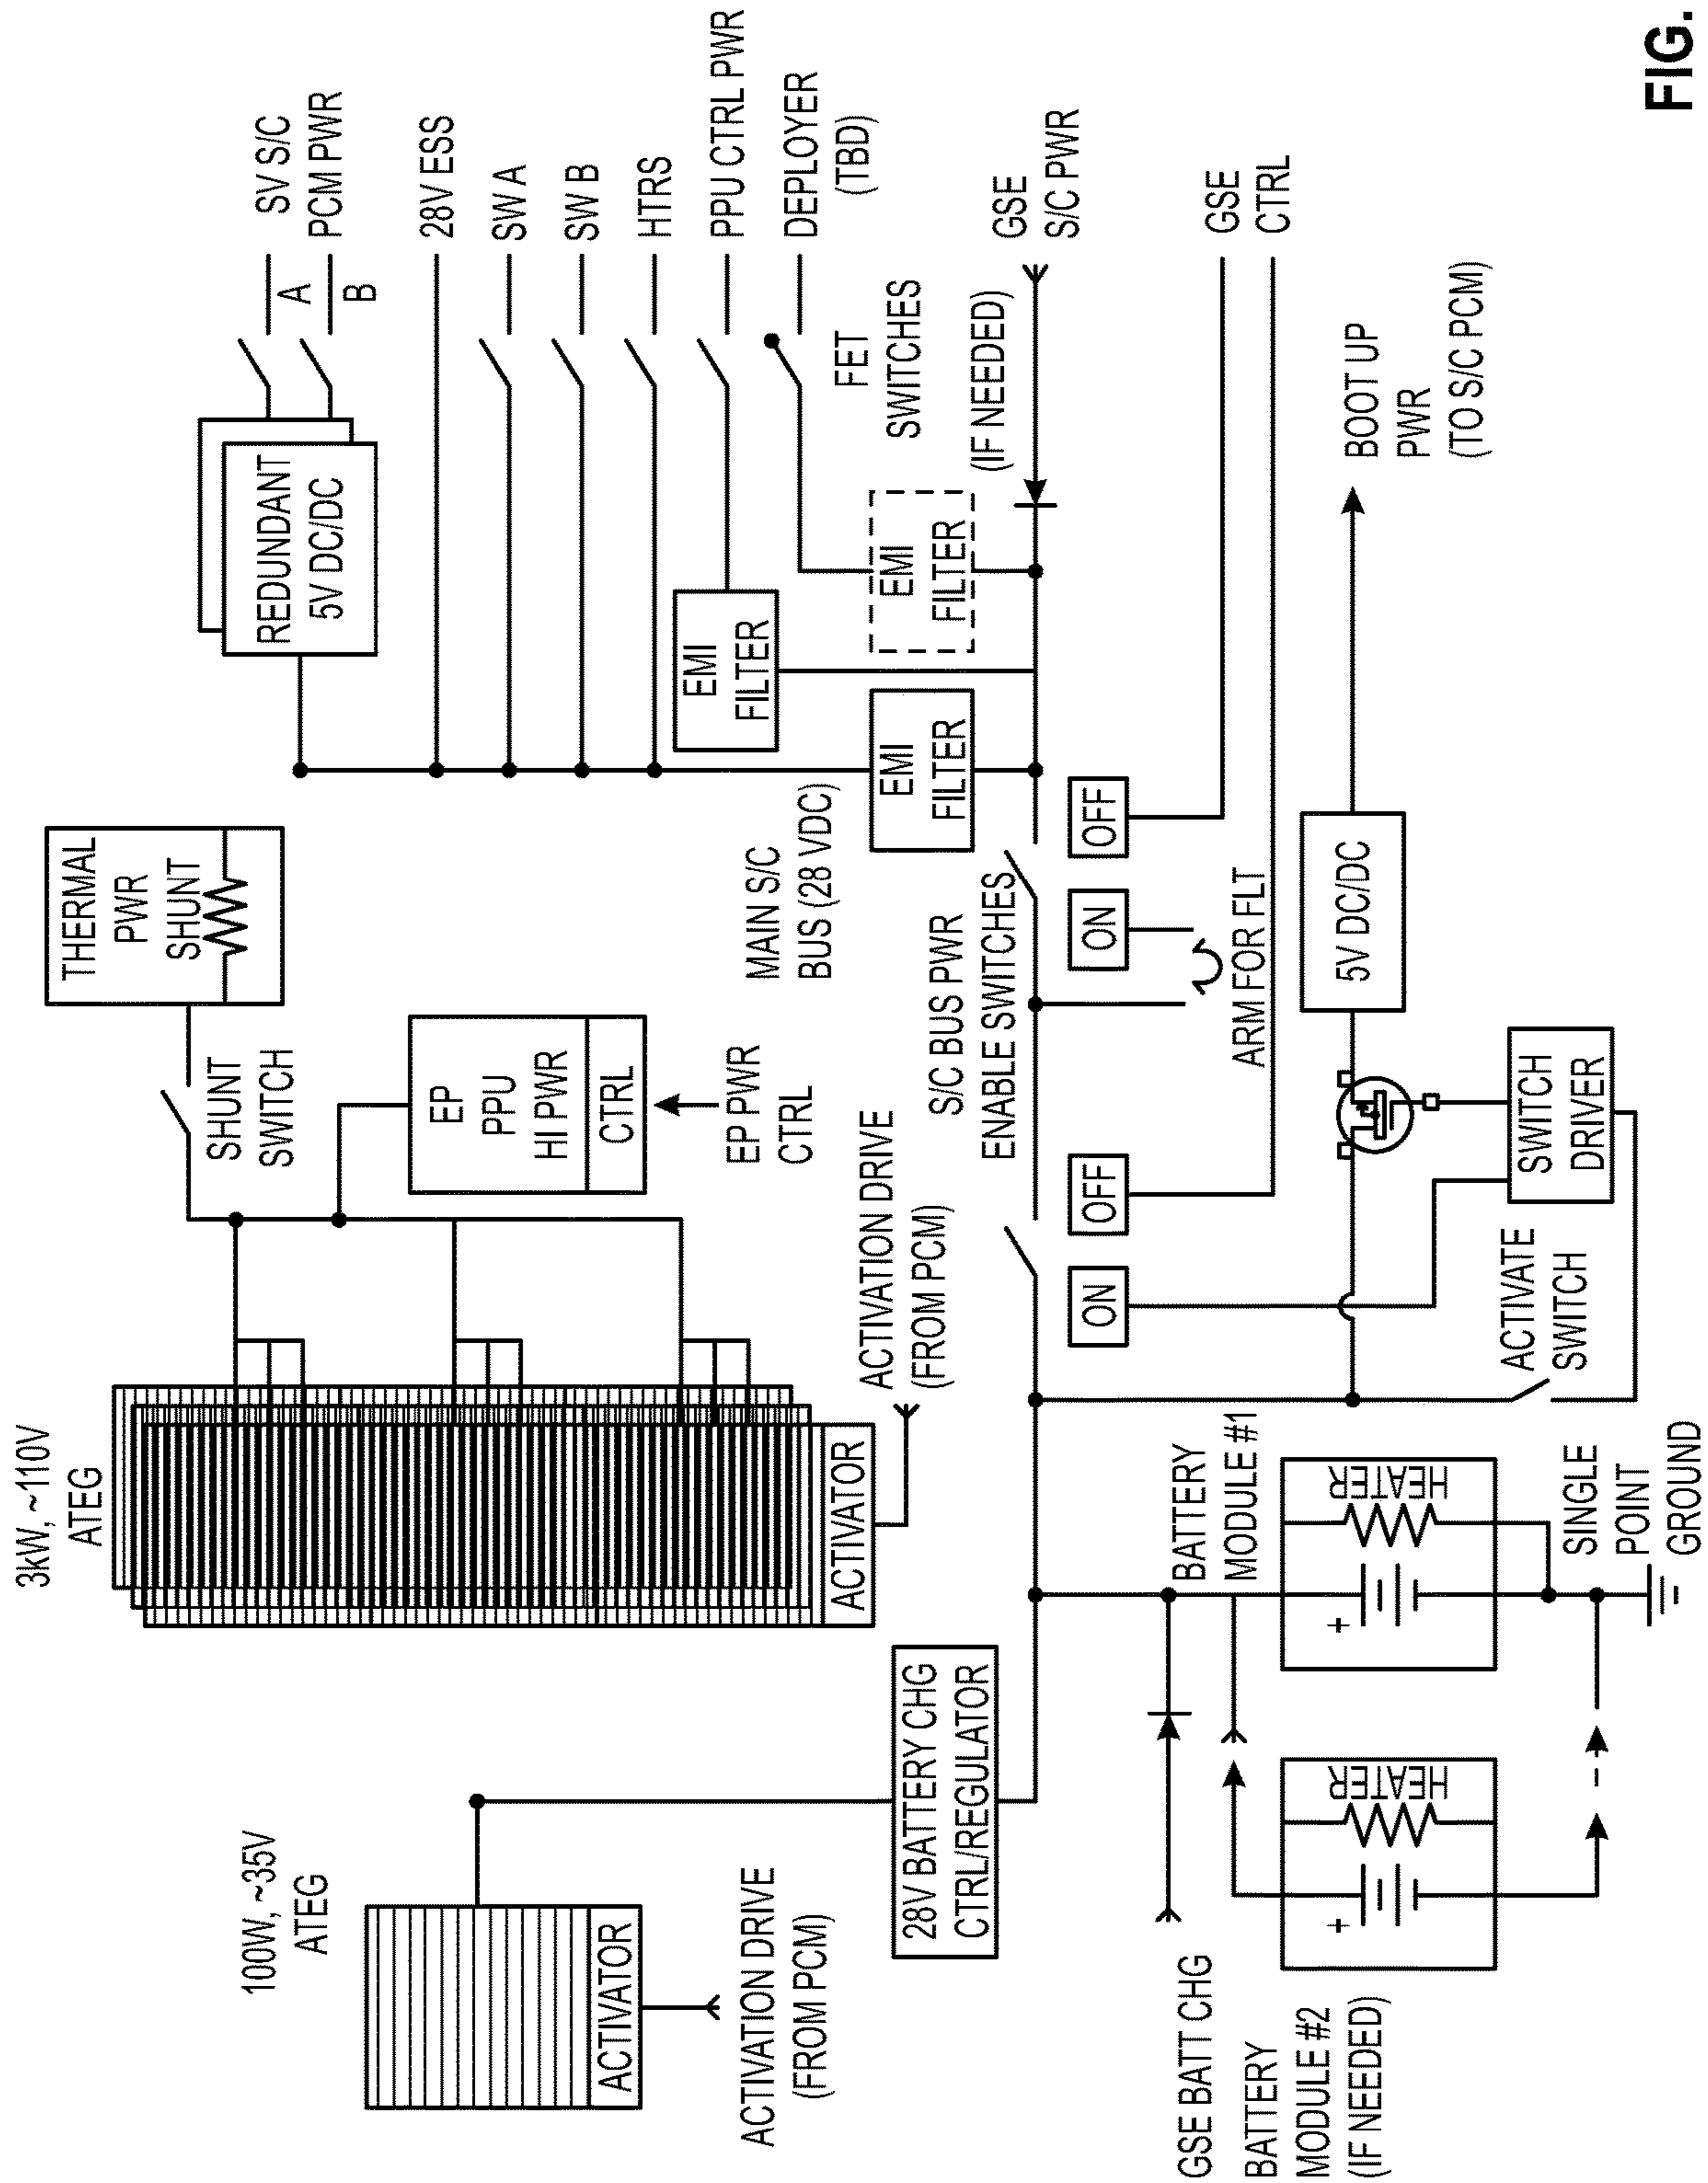 100W, ~35V
ATEG
ACTIVATOR
ACTIVATION DRIVE
(FROM PCM)
3kW, ~110V
ATEG
ACTIVATOR
ACTIVATION DRIVE
(FROM PCM)
THERMAL
PWR
SHUNT
SHUNT
SWITCH
EP
PPU
HI PWR
CTRL
EP PWR
CTRL
REDUNDANT
5V DC/DC
SV S/C
PCM PWR
A
B
28V ESS
SW A
SW B
HTRS
PPU CTRL PWR
DEPLOYER
(TBD)
FET
SWITCHES
EMI
FILTER
EMI
FILTER
EMI
FILTER
MAIN S/C
BUS (28 VDC)
(IF NEEDED)
GSE
S/C PWR
28V BATTERY CHG
CTRL/REGULATOR
S/C BUS PWR
ENABLE SWITCHES
ON
OFF
ON
OFF
GSE
CTRL
ARM FOR FLT
GSE BATT CHG
BATTERY
MODULE #1
HEATER
+
BATTERY
MODULE #2
(IF NEEDED)
HEATER
+
SINGLE
POINT
GROUND
ACTIVATE
SWITCH
SWITCH
DRIVER
5V DC/DC
BOOT UP
PWR
(TO S/C PCM)
FIG.